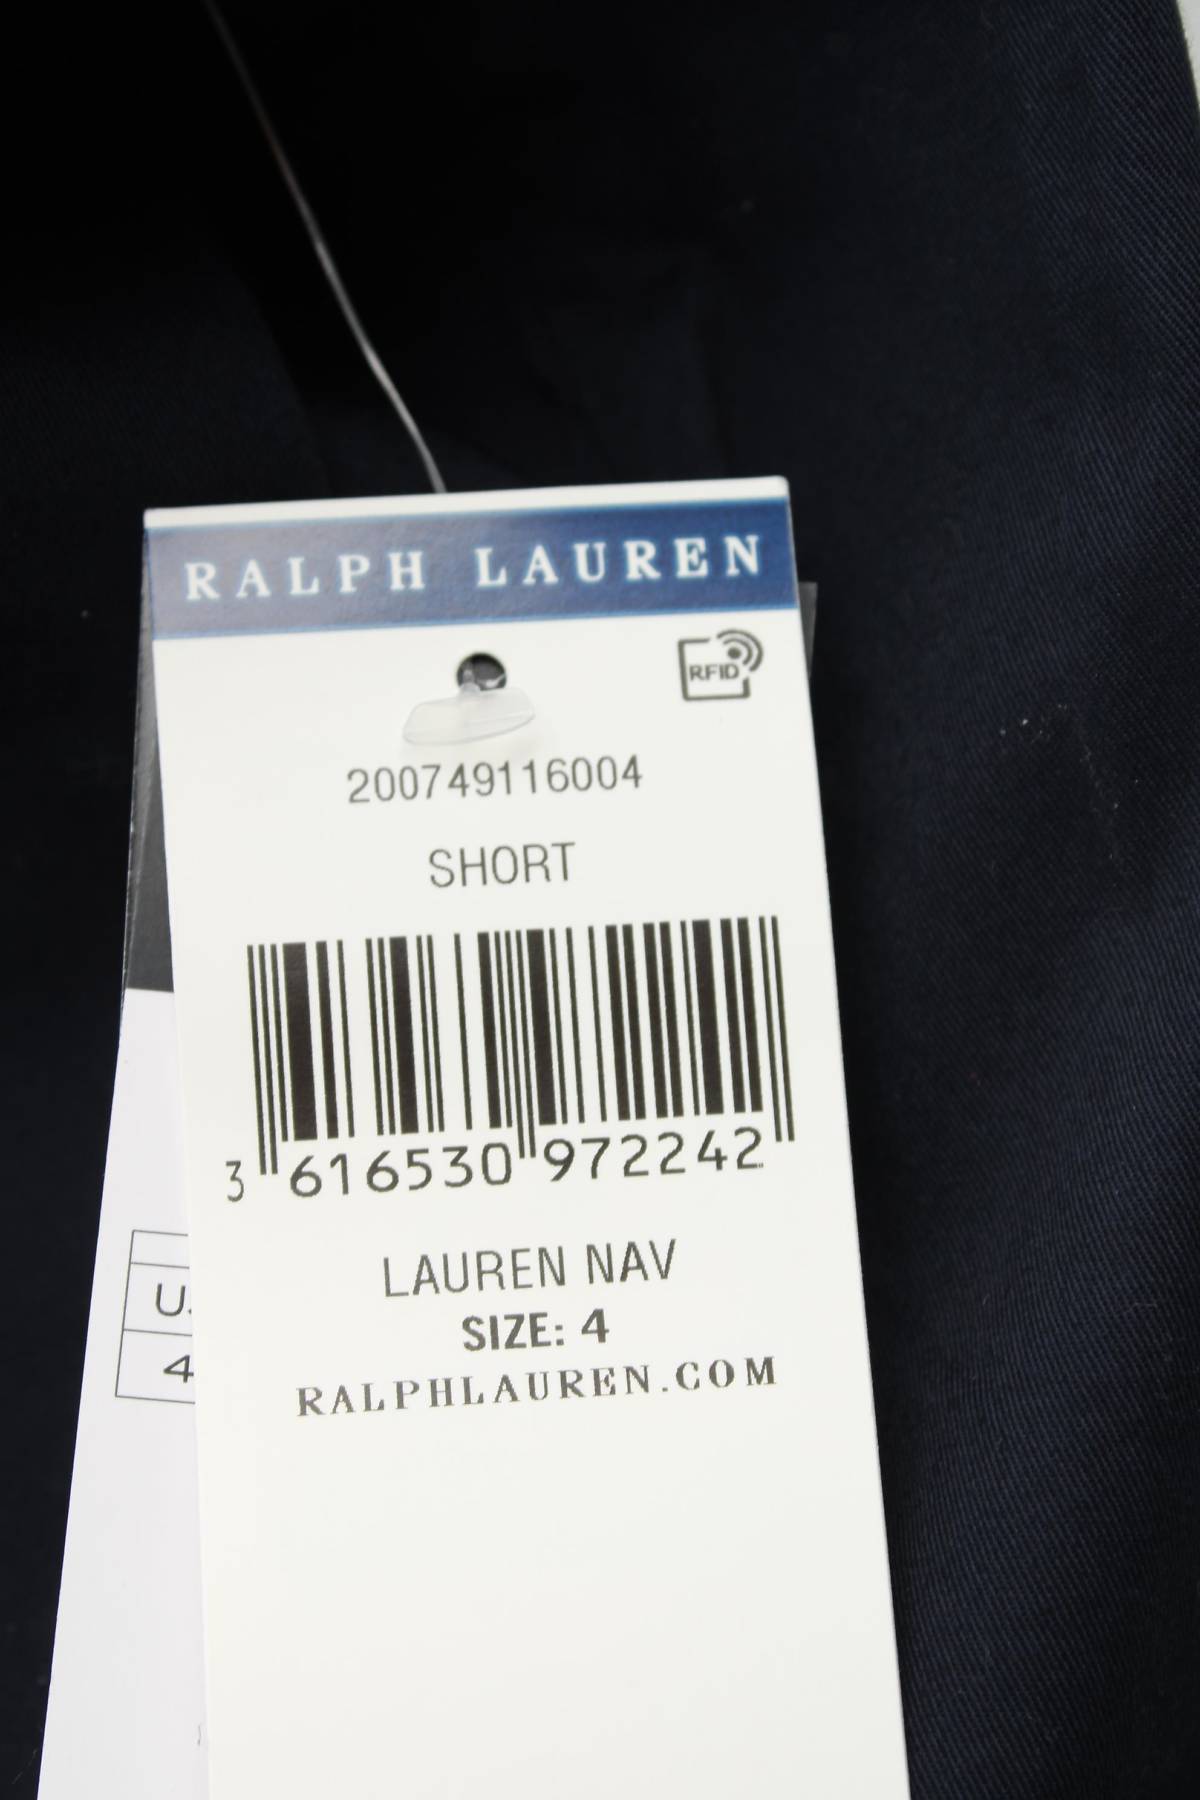 RALPH LAUREN
RFID
200749116004
SHORT
3 616530 972242
LAUREN NAV
SIZE: 4
RALPHLAUREN.COM
U.
4